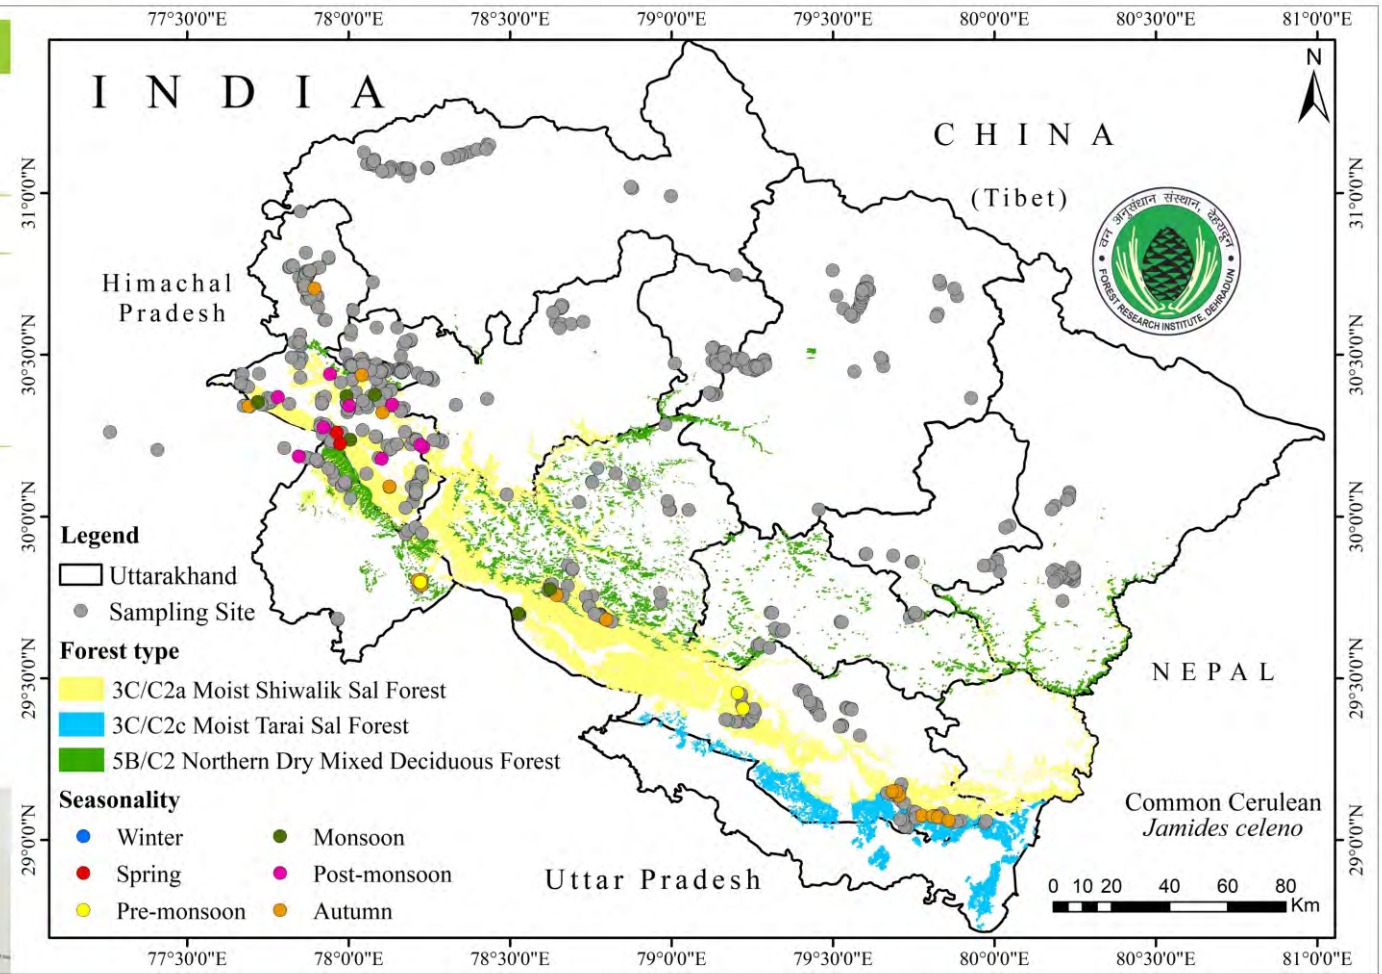 77°30'0"E 78°0'0"E 78°30'0"E 79°0'0"E 79°30'0"E 80°0'0"E 80°30'0"E 81°0'0"E
INDIA
N
CHINA
(Tibet)
31°0'0"N
31°0'0"N
वन अनुसंधान संस्थान, देहरादून
FOREST RESEARCH INSTITUTE, DEHRADUN
Himachal
Pradesh
30°30'0"N
30°30'0"N
30°0'0"N
30°0'0"N
Legend
Uttarakhand
Sampling Site
Forest type
3C/C2a Moist Shiwalik Sal Forest
3C/C2c Moist Tarai Sal Forest
5B/C2 Northern Dry Mixed Deciduous Forest
29°30'0"N
29°30'0"N
NEPAL
Seasonality
Winter
Spring
Pre-monsoon
Monsoon
Post-monsoon
Autumn
29°0'0"N
29°0'0"N
Uttar Pradesh
Common Cerulean
Jamides celeno
0 10 20 40 60 80
Km
77°30'0"E 78°0'0"E 78°30'0"E 79°0'0"E 79°30'0"E 80°0'0"E 80°30'0"E 81°0'0"E